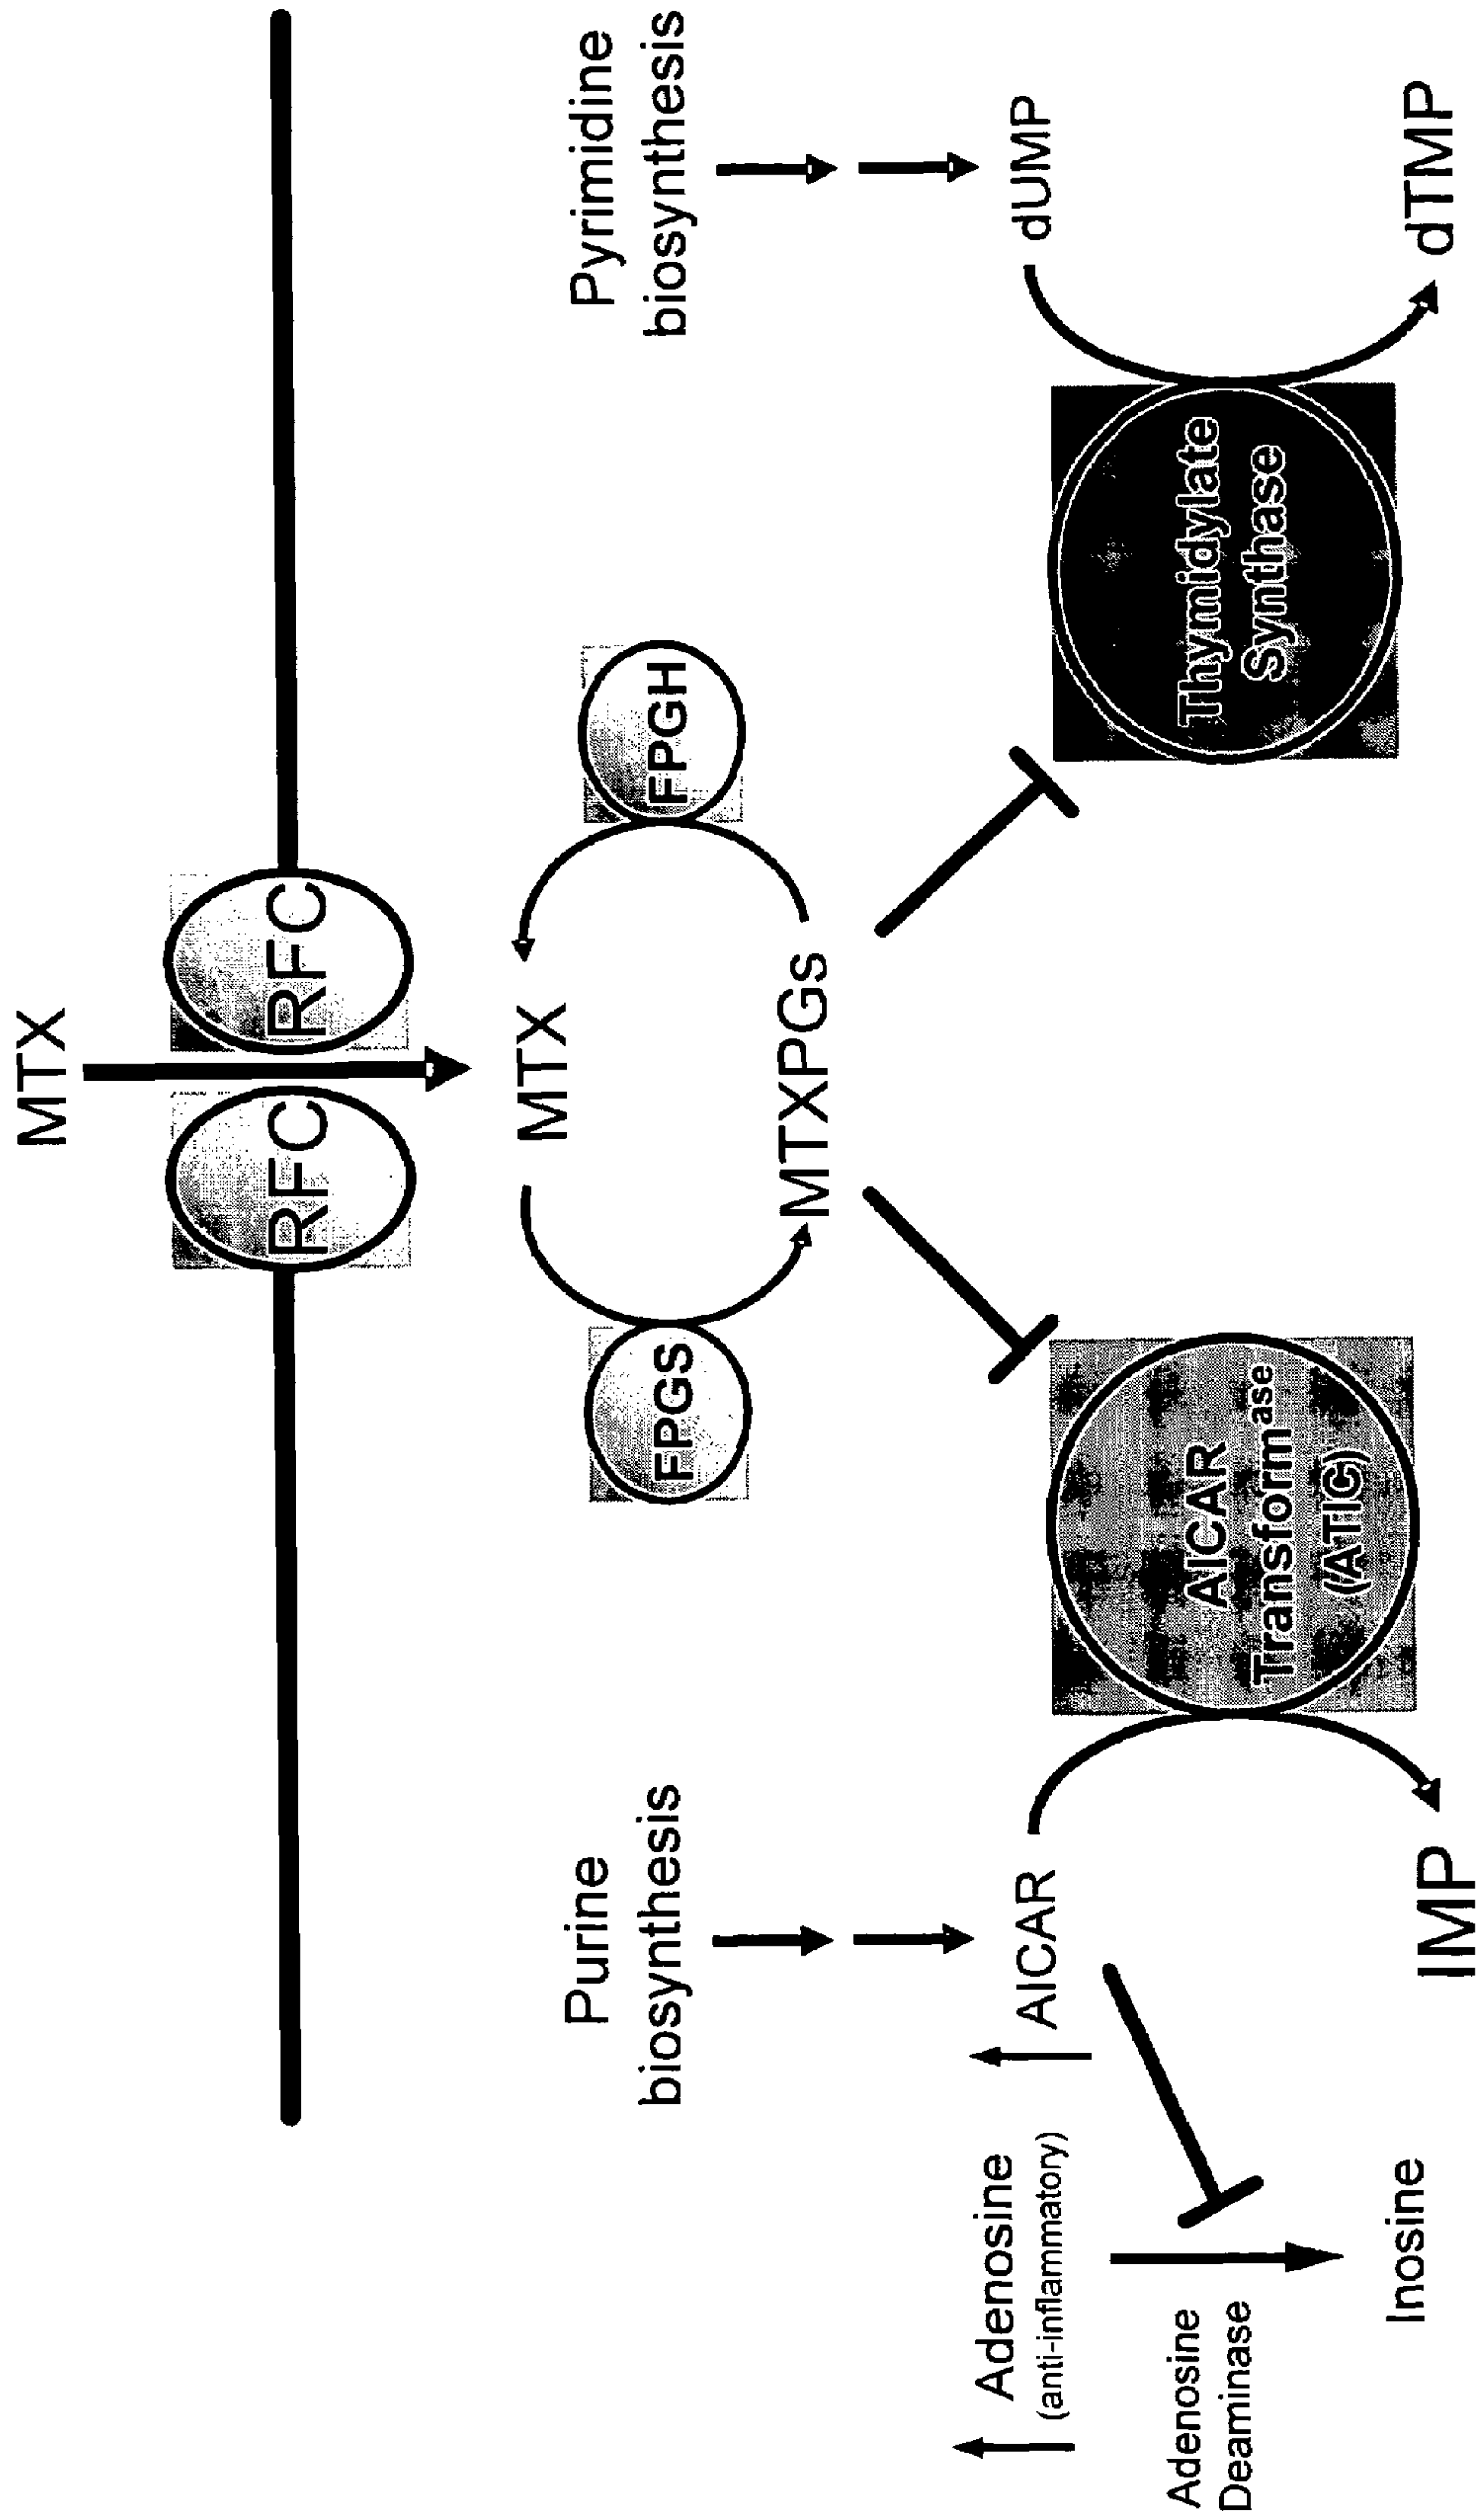 MTX
RFC
RFC
MTX
FPGS
FPGH
MTXPGs
Purine
biosynthesis
Pyrimidine
biosynthesis
Adenosine
(anti-inflammatory)
AICAR
dUMP
Adenosine
Deaminase
AICAR
Transformase
(ATIC)
Thymidylate
Synthase
Inosine
IMP
dTMP